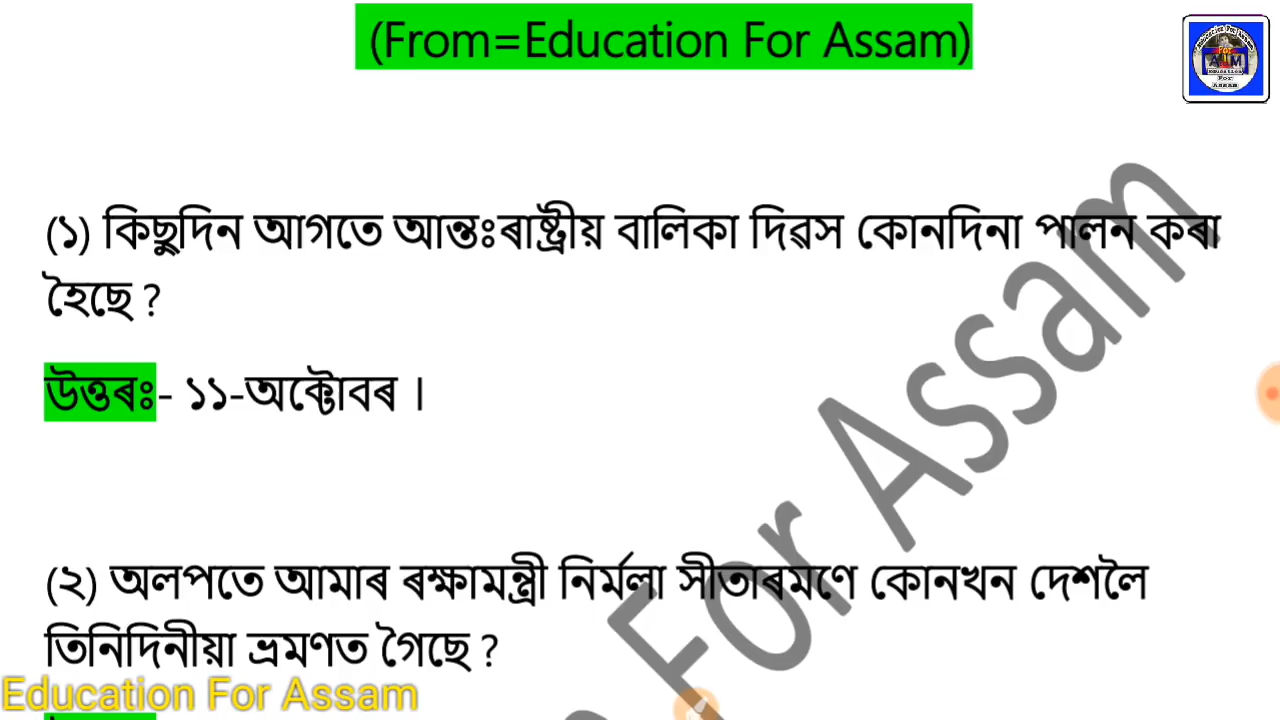 (From=Education For Assam)
(১) কিছুদিন আগতে আন্তঃৰাষ্ট্ৰীয় বালিকা দিৱস কোনদিনা পালন কৰা
হৈছে ?
উত্তৰঃ- ১১-অক্টোবৰ ।
(২) অলপতে আমাৰ ৰক্ষামন্ত্ৰী নিৰ্মলা সীতাৰমণে কোনখন দেশলৈ
তিনিদিনীয়া ভ্ৰমণত গৈছে ?
Education For Assam
For Assam